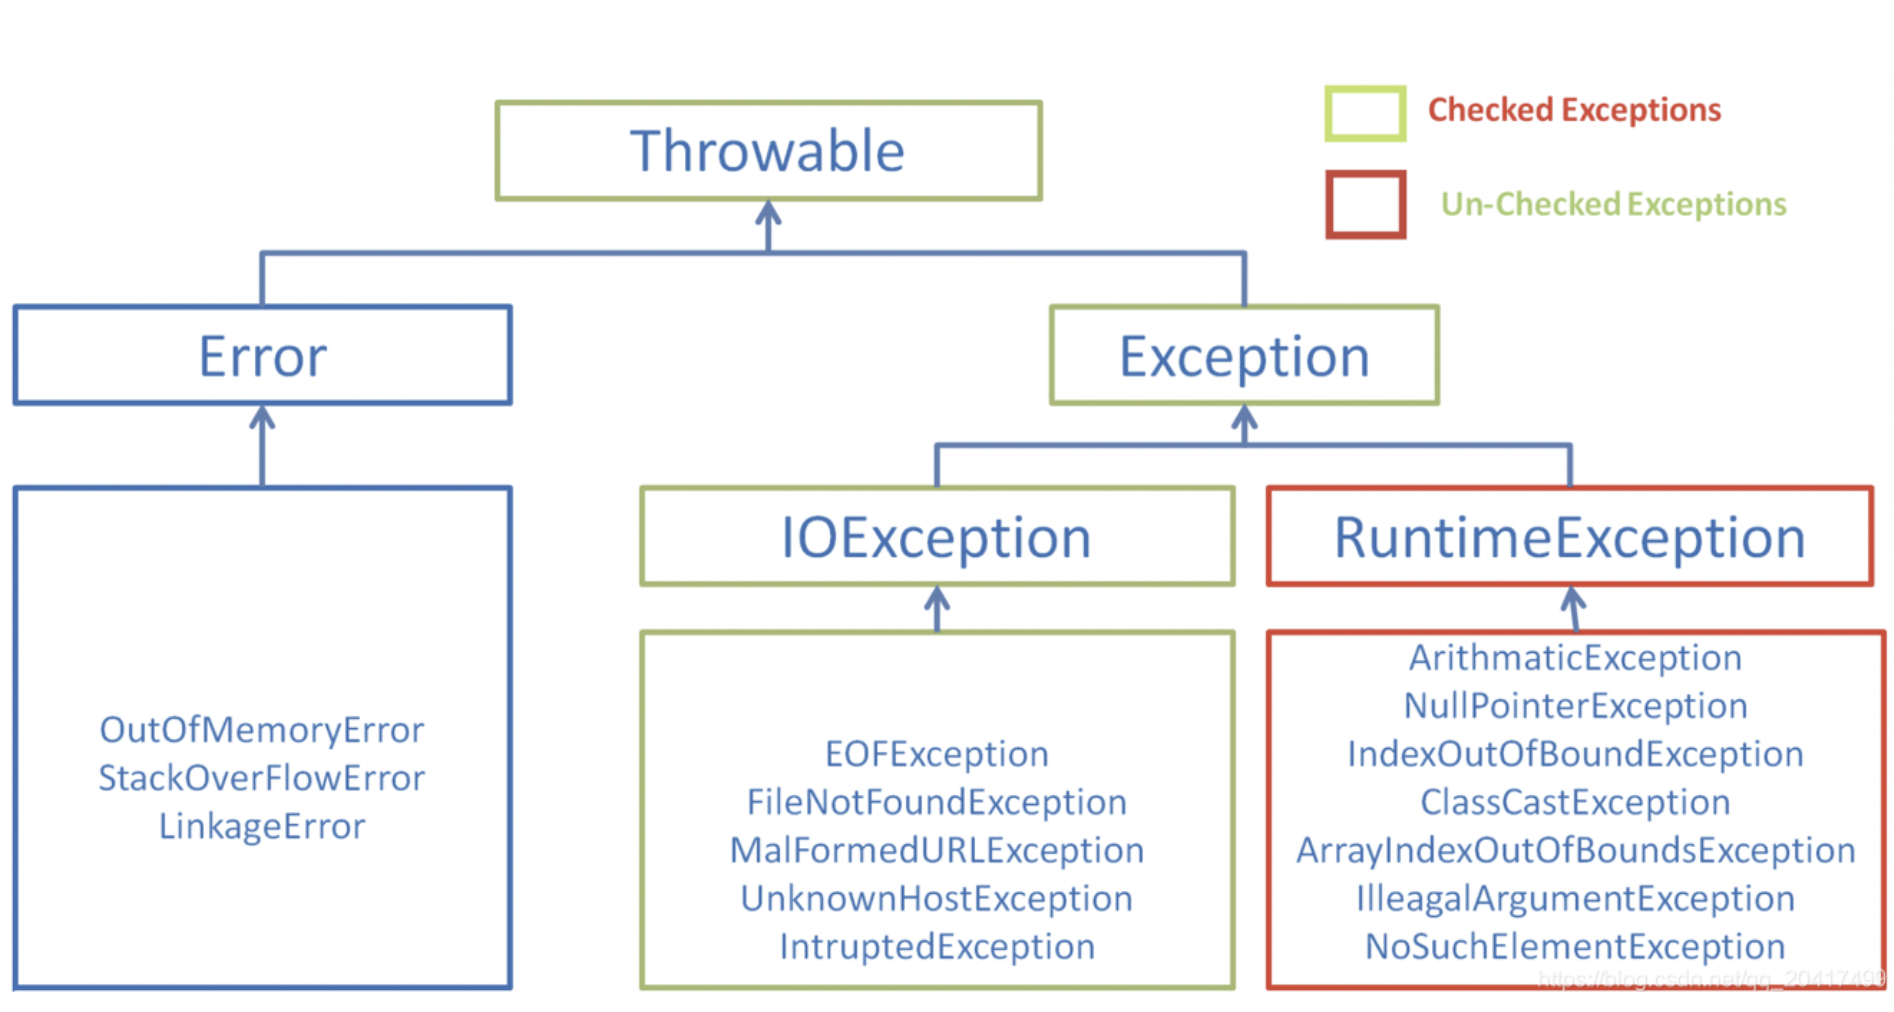 Checked Exceptions
Throwable
Un-Checked Exceptions
Error
Exception
IOException
RuntimeException
OutOfMemoryError
StackOverFlowError
LinkageError
EOFException
FileNotFoundException
MalFormedURLException
UnknownHostException
IntruptedException
ArithmaticException
NullPointerException
IndexOutOfBoundException
ClassCastException
ArrayIndexOutOfBoundsException
IlleagalArgumentException
NoSuchElementException
https://blog.csdn.net/qq_20417499